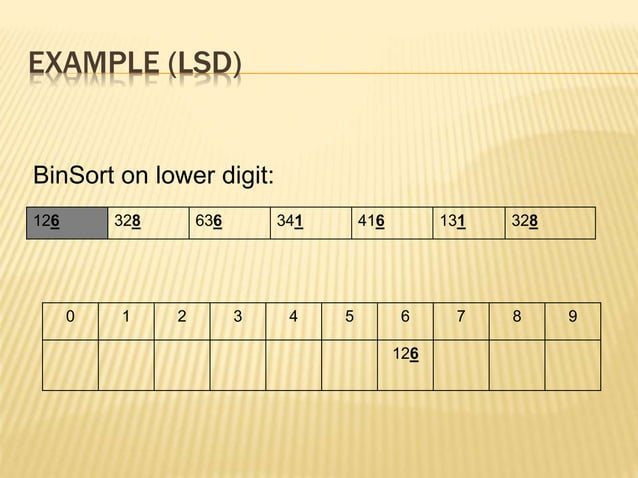 EXAMPLE (LSD)
BinSort on lower digit:
126 328 636 341 416 131 328
0 1 2 3 4 5 6 7 8 9
126